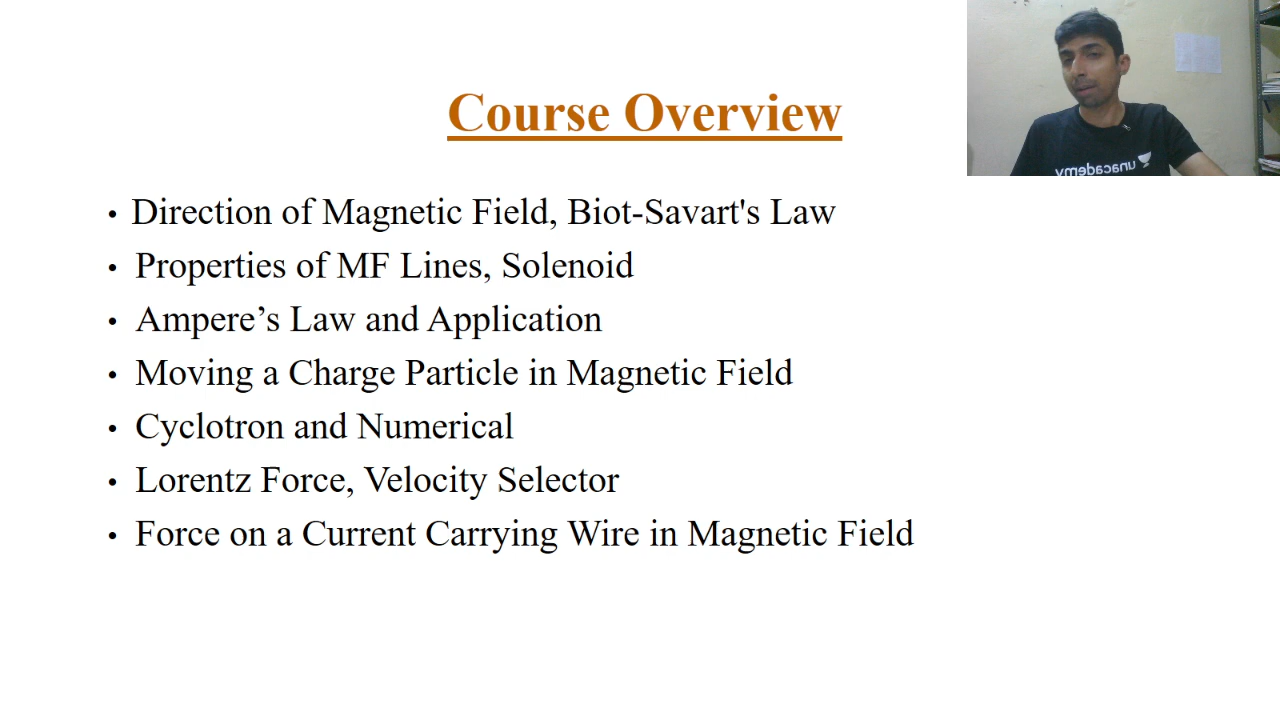 Course Overview
• Direction of Magnetic Field, Biot-Savart's Law
• Properties of MF Lines, Solenoid
• Ampere’s Law and Application
• Moving a Charge Particle in Magnetic Field
• Cyclotron and Numerical
• Lorentz Force, Velocity Selector
• Force on a Current Carrying Wire in Magnetic Field
unacademy